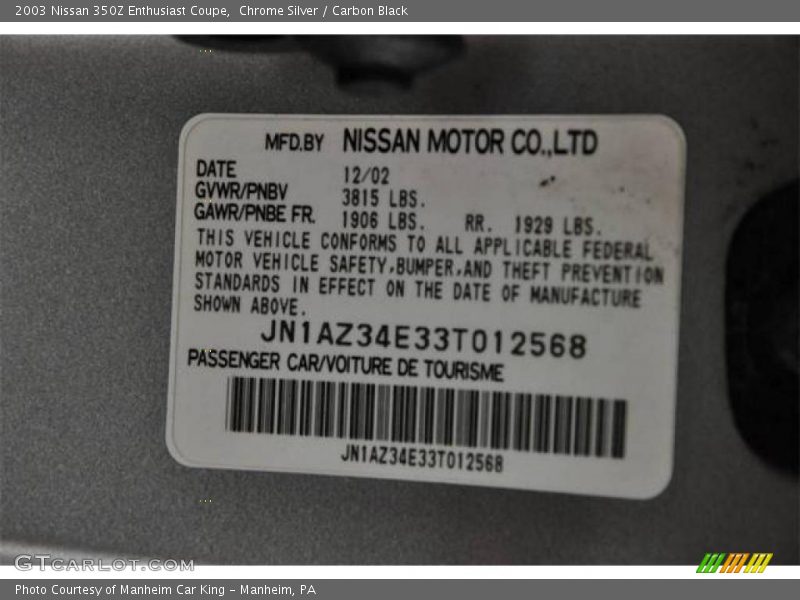 2003 Nissan 350Z Enthusiast Coupe,  Chrome Silver / Carbon Black
MFD.BY NISSAN MOTOR CO.,LTD
DATE 12/02
GVWR/PNBV 3815 LBS.
GAWR/PNBE FR. 1906 LBS. RR. 1929 LBS.
THIS VEHICLE CONFORMS TO ALL APPLICABLE FEDERAL
MOTOR VEHICLE SAFETY,BUMPER,AND THEFT PREVENTION
STANDARDS IN EFFECT ON THE DATE OF MANUFACTURE
SHOWN ABOVE.
JN1AZ34E33T012568
PASSENGER CAR/VOITURE DE TOURISME
JN1AZ34E33T012568
GCARLOT.COM
Photo Courtesy of Manheim Car King - Manheim, PA